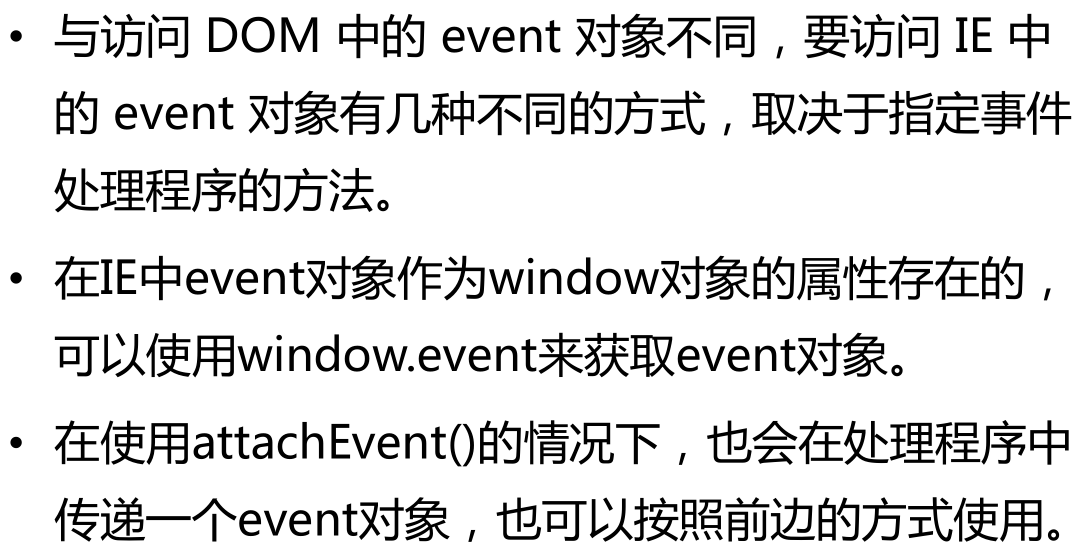 • 与访问 DOM 中的 event 对象不同，要访问 IE 中
的 event 对象有几种不同的方式，取决于指定事件
处理程序的方法。
• 在IE中event对象作为window对象的属性存在的，
可以使用window.event来获取event对象。
• 在使用attachEvent()的情况下，也会在处理程序中
传递一个event对象，也可以按照前边的方式使用。